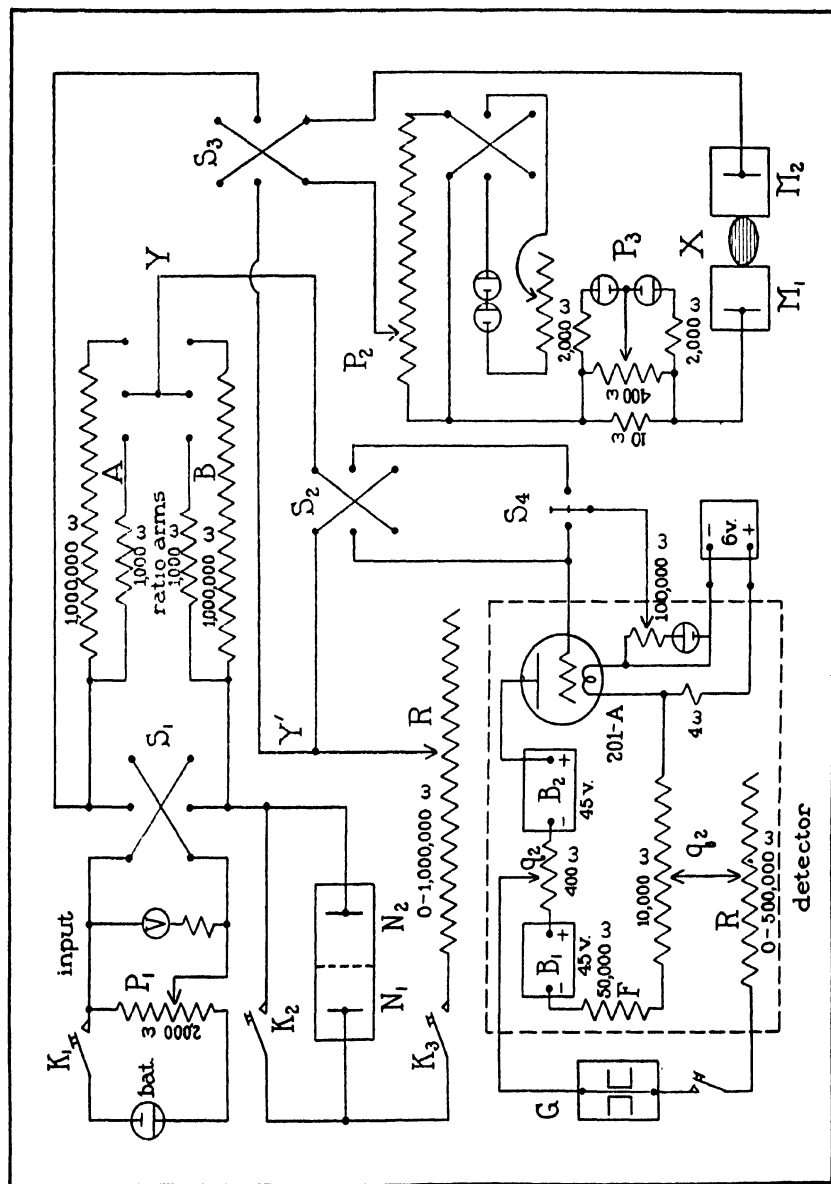 input
K₁
bat.
P₁
2,000 ω
V
S₁
1,000,000 ω
A
1,000 ω
ratio arms
1,000 ω
B
1,000,000 ω
Y
S₃
K₂
N₁
N₂
K₃
0-1,000,000 ω
R
Y'
S₂
S₄
P₂
2,000 ω
400 ω
10 ω
2,000 ω
P₃
M₁
X
M₂
G
B₁
- +
45 v.
50,000 ω
F
q₂
400 ω
B₂
- +
45 v.
201-A
100,000 ω
6v.
- +
4 ω
10,000 ω
q₂
R
0-500,000 ω
detector